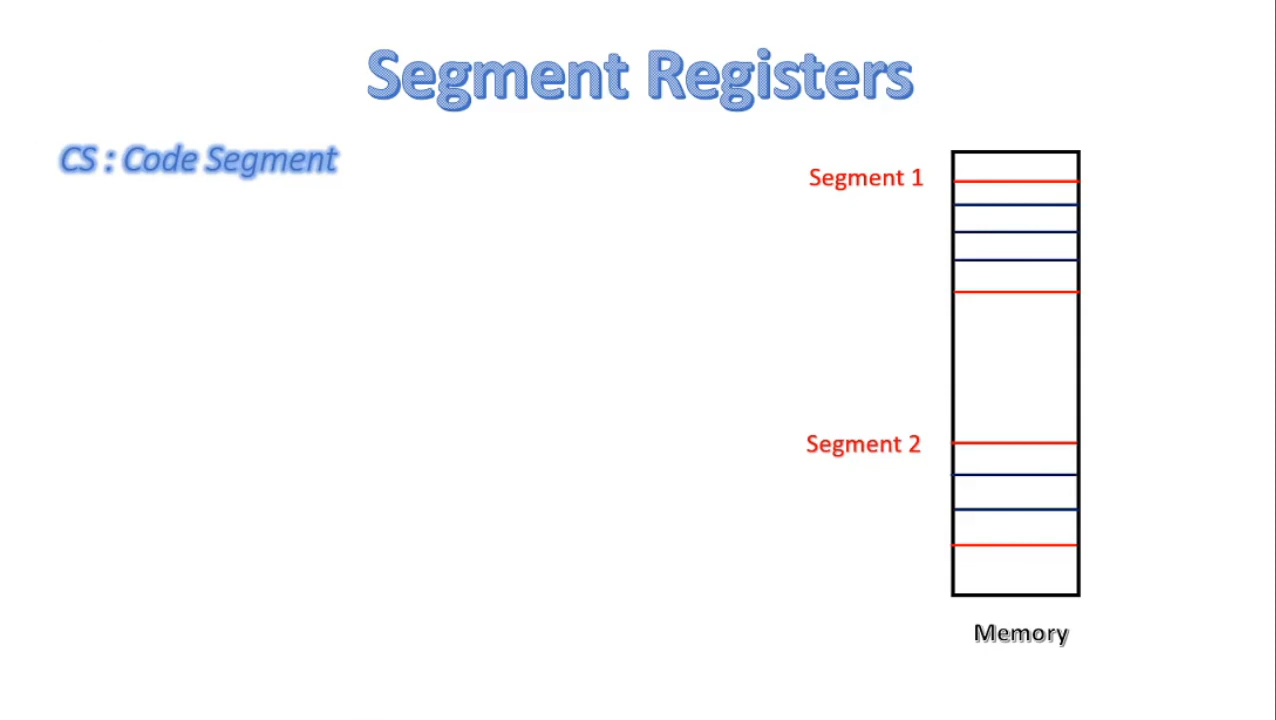 Segment Registers
CS : Code Segment
Segment 1
Segment 2
Memory